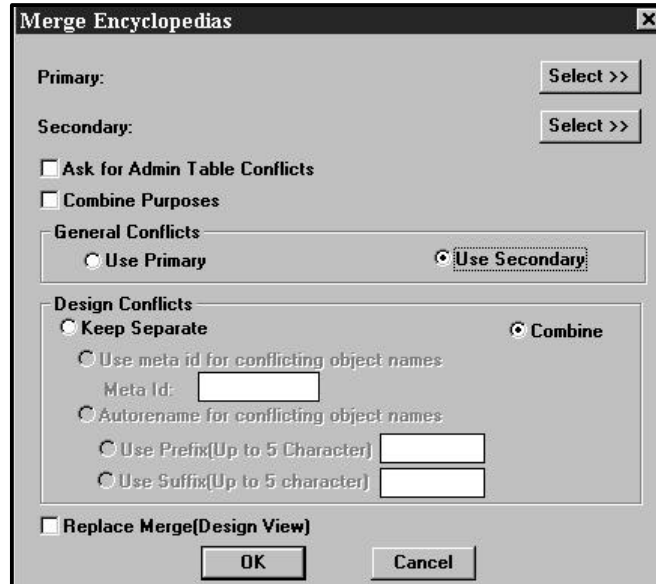 Merge Encyclopedias
Primary: Select >>
Secondary: Select >>
Ask for Admin Table Conflicts
Combine Purposes
General Conflicts
Use Primary Use Secondary
Design Conflicts
Keep Separate Combine
Use meta id for conflicting object names
Meta Id:
Autorename for conflicting object names
Use Prefix(Up to 5 Character)
Use Suffix(Up to 5 character)
Replace Merge(Design View)
OK Cancel